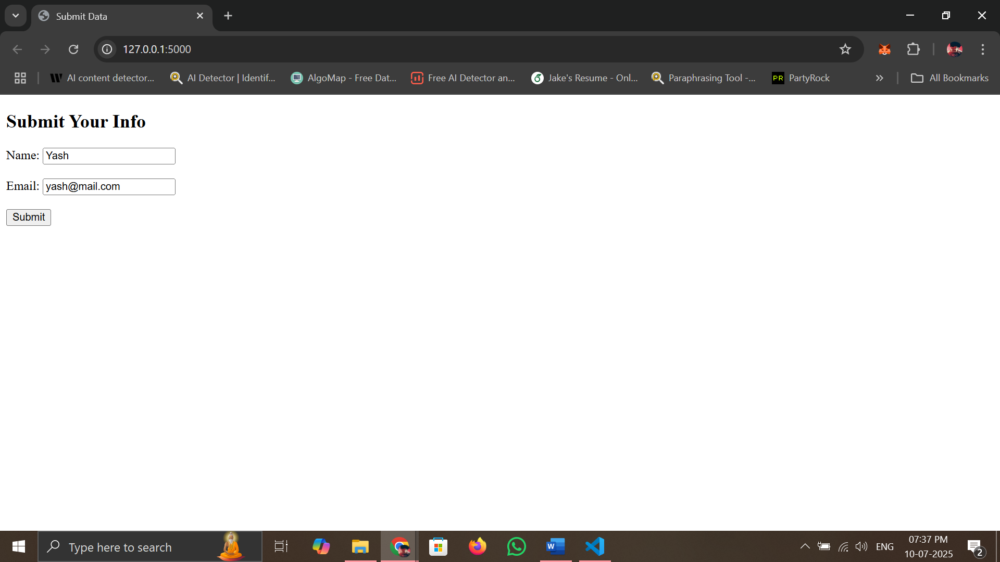 Submit Data
127.0.0.1:5000
AI content detector...
AI Detector | Identif...
AlgoMap - Free Dat...
Free AI Detector an...
Jake's Resume - Onl...
Paraphrasing Tool -...
PR PartyRock
All Bookmarks
Submit Your Info
Name: Yash
Email: yash@mail.com
Submit
Type here to search
W
ENG
07:37 PM
10-07-2025
2